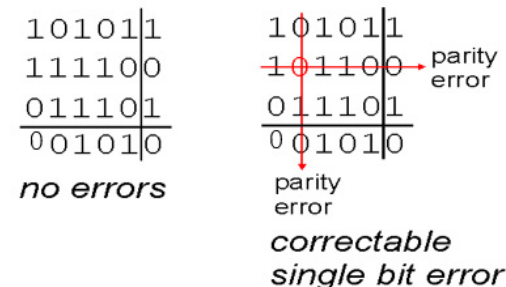 101011
111100
011101
001010
no errors
101011
101100
011101
001010
parity
error
parity
error
correctable
single bit error